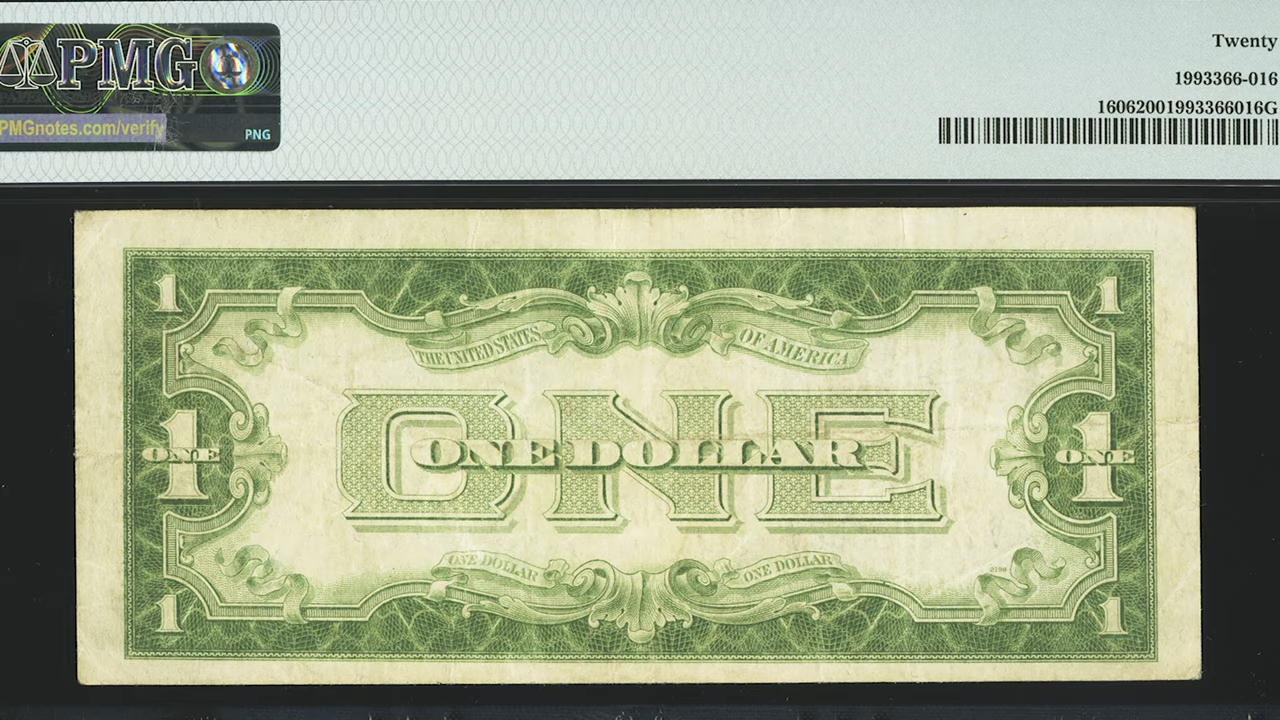 PMG
PMGnotes.com/verify
PNG
Twenty
1993366-016
16062001993366016G
1
1
THE UNITED STATES
OF AMERICA
ONE
ONE DOLLAR
1
ONE
1
ONE
ONE DOLLAR
ONE DOLLAR
1
1